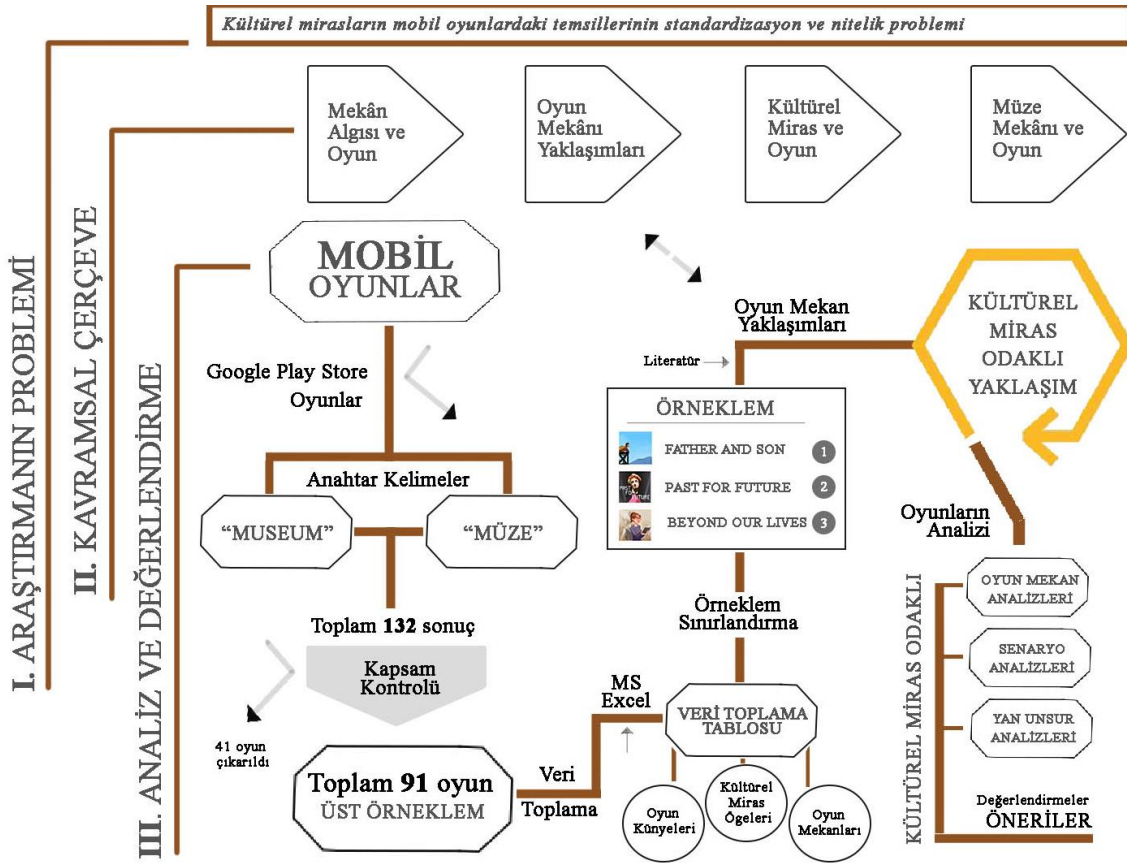 Kültürel mirasların mobil oyunlardaki temsillerinin standardizasyon ve nitelik problemi
I. ARAŞTIRMANIN PROBLEMİ
II. KAVRAMSAL ÇERÇEVE
III. ANALİZ VE DEĞERLENDİRME
Mekân
Algısı ve
Oyun
Oyun
Mekânı
Yaklaşımları
Kültürel
Miras ve
Oyun
Müze
Mekânı ve
Oyun
MOBİL
OYUNLAR
Google Play Store
Oyunlar
Anahtar Kelimeler
“MUSEUM”
“MÜZE”
Toplam 132 sonuç
Kapsam
Kontrolü
41 oyun
çıkarıldı
Toplam 91 oyun
ÜST ÖRNEKLEM
Veri
Toplama
MS
Excel
VERİ TOPLAMA
TABLOSU
Oyun
Künyeleri
Kültürel
Miras
Ögeleri
Oyun
Mekanları
Örneklem
Sınırlandırma
ÖRNEKLEM
FATHER AND SON 1
PAST FOR FUTURE 2
BEYOND OUR LIVES 3
Literatür
Oyun Mekan
Yaklaşımları
KÜLTÜREL
MİRAS
ODAKLI
YAKLAŞIM
Oyunların
Analizi
KÜLTÜREL MİRAS ODAKLI
OYUN MEKAN
ANALİZLERİ
SENARYO
ANALİZLERİ
YAN UNSUR
ANALİZLERİ
Değerlendirmeler
ÖNERİLER